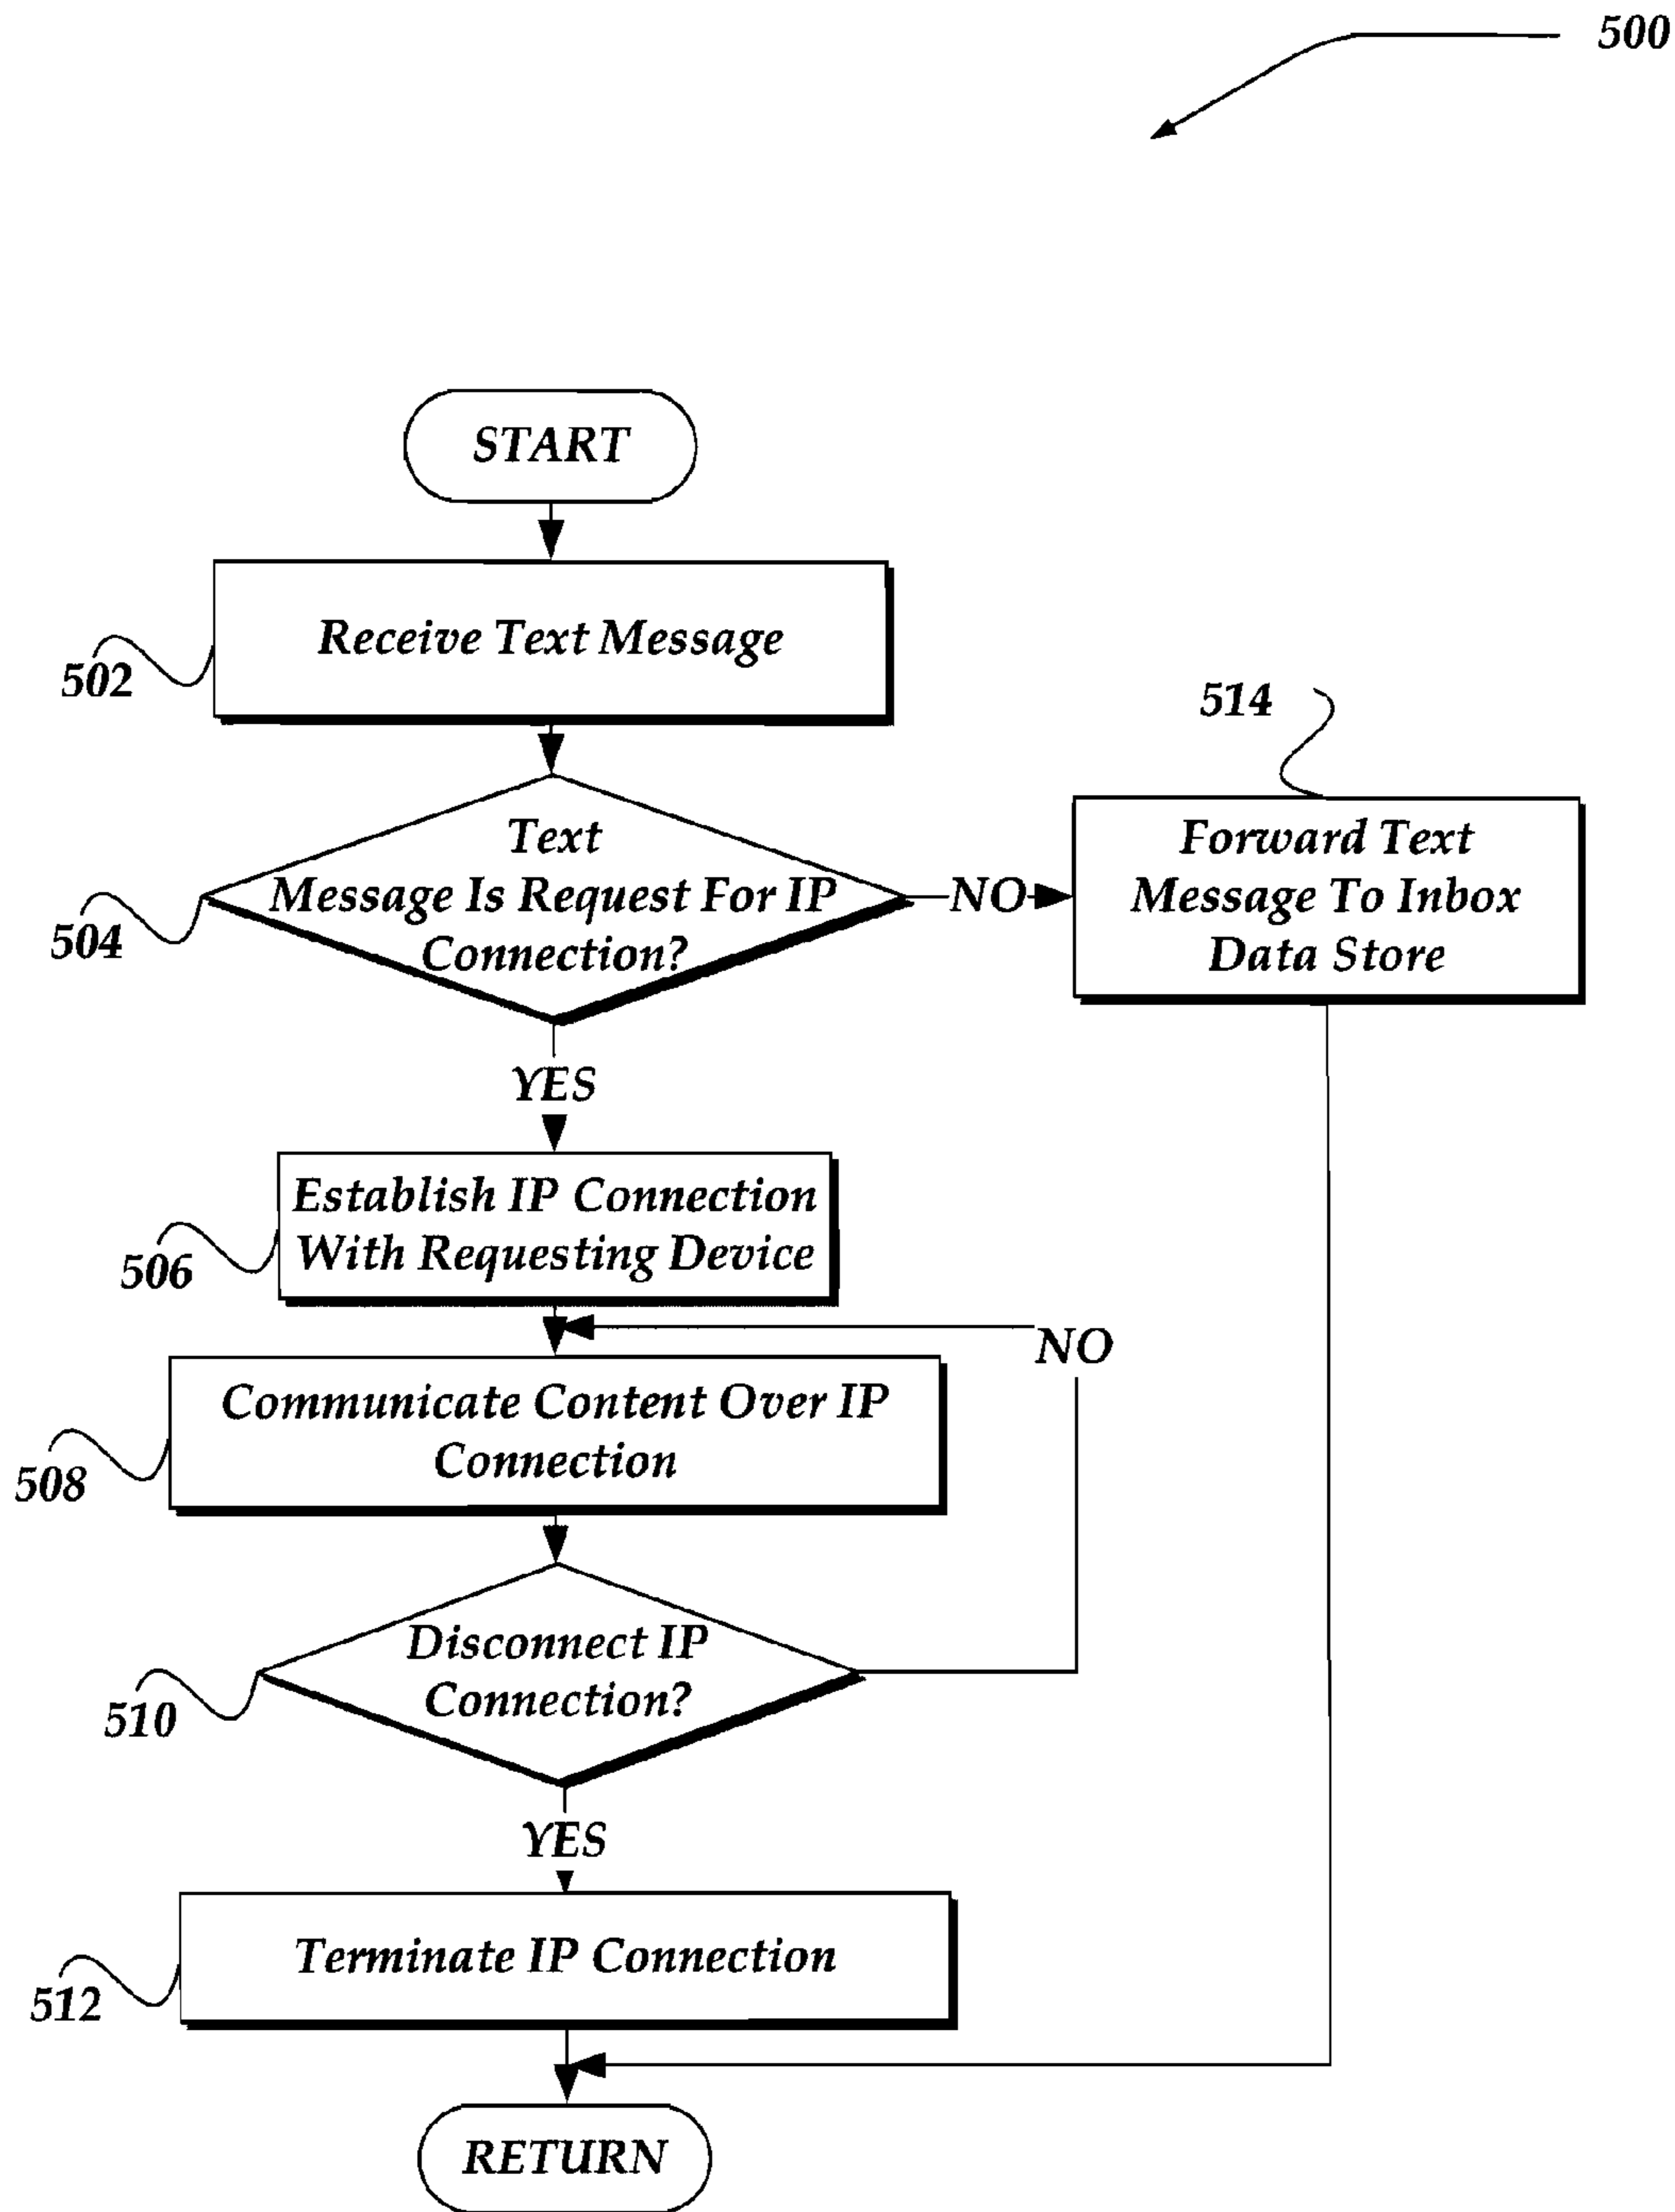 500
START
Receive Text Message
502
514
Text
Message Is Request For IP
Connection?
504
NO
Forward Text
Message To Inbox
Data Store
YES
Establish IP Connection
With Requesting Device
506
NO
Communicate Content Over IP
Connection
508
Disconnect IP
Connection?
510
YES
Terminate IP Connection
512
RETURN